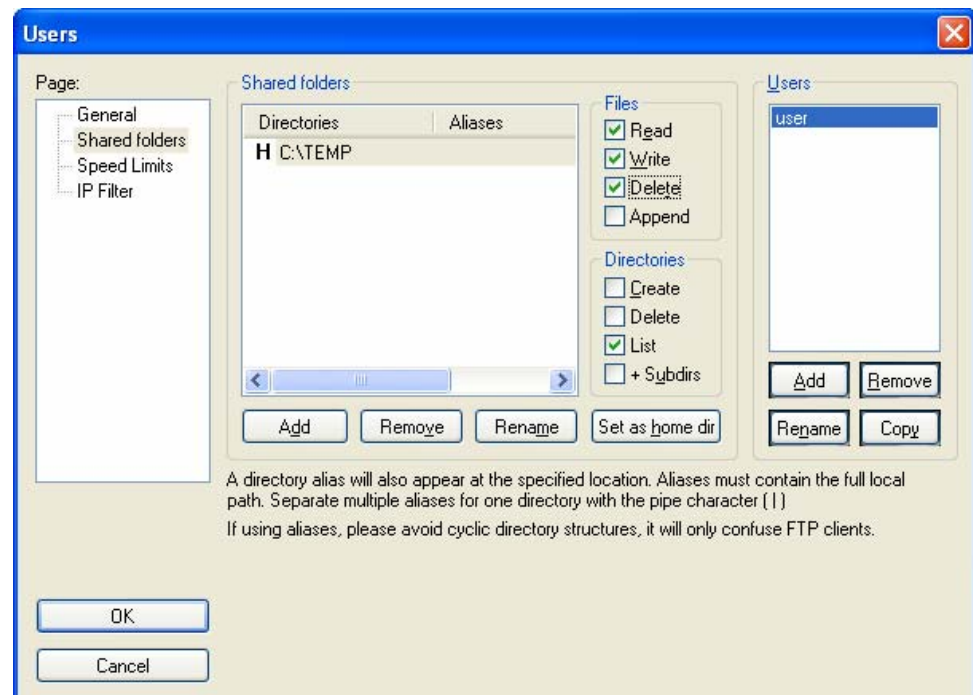 Users
Page:
General
Shared folders
Speed Limits
IP Filter
Shared folders
Directories Aliases
H C:\TEMP
Files
Read
Write
Delete
Append
Directories
Create
Delete
List
+ Subdirs
Add Remove Rename Set as home dir
Users
user
Add Remove
Rename Copy
A directory alias will also appear at the specified location. Aliases must contain the full local
path. Separate multiple aliases for one directory with the pipe character ( | )
If using aliases, please avoid cyclic directory structures, it will only confuse FTP clients.
OK
Cancel